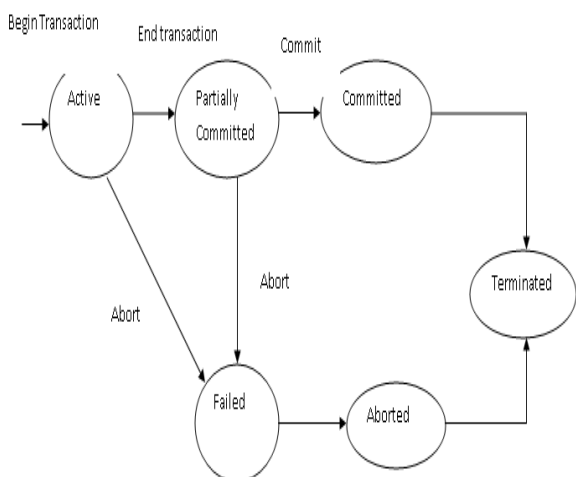 Begin Transaction
End transaction
Commit
Active
Partially
Committed
Committed
Terminated
Abort
Abort
Failed
Aborted